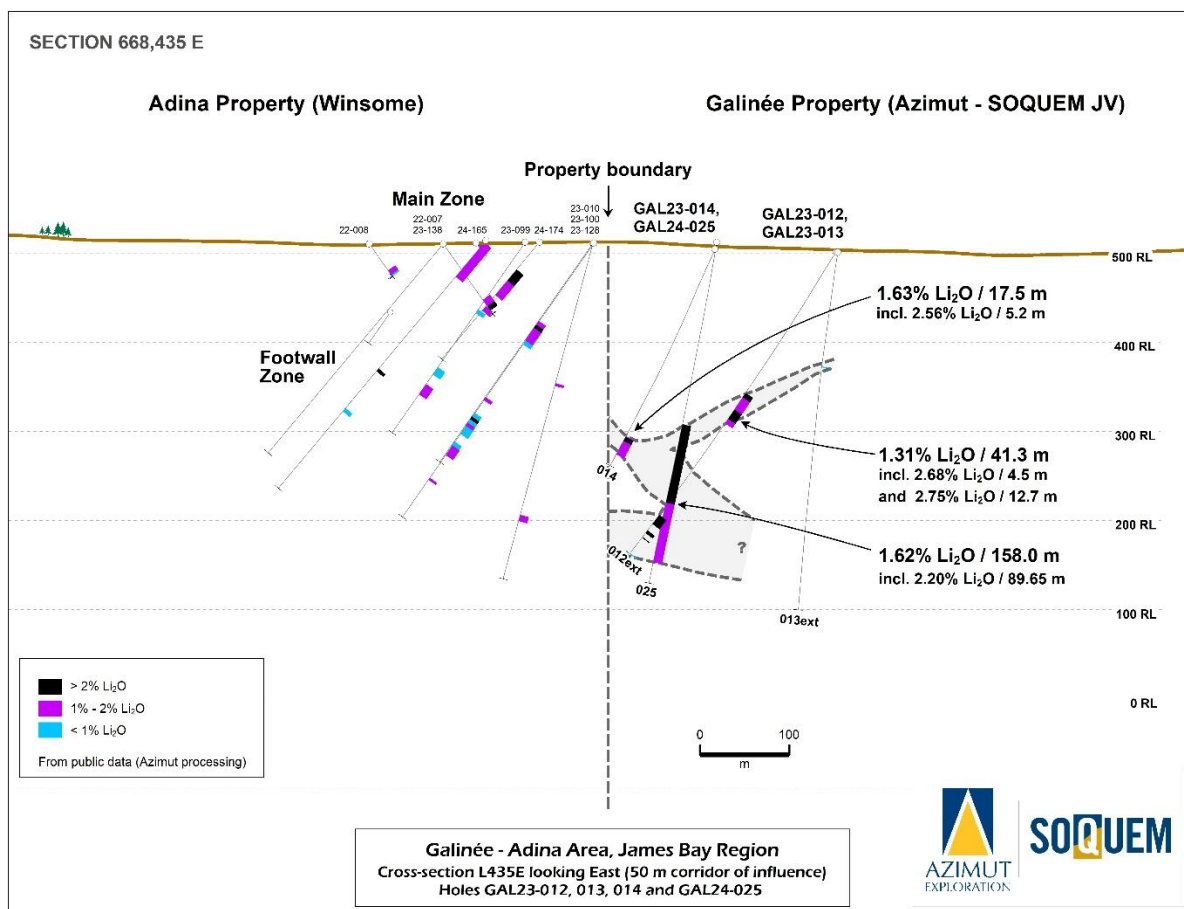 SECTION 668,435 E
Adina Property (Winsome)
Galinée Property (Azimut - SOQUEM JV)
Property boundary
Main Zone
22-008
22-007
23-138
24-165
23-099
24-174
23-010
23-100
23-128
GAL23-014,
GAL24-025
GAL23-012,
GAL23-013
500 RL
400 RL
300 RL
200 RL
100 RL
0 RL
Footwall
Zone
1.63% Li₂O / 17.5 m
incl. 2.56% Li₂O / 5.2 m
1.31% Li₂O / 41.3 m
incl. 2.68% Li₂O / 4.5 m
and 2.75% Li₂O / 12.7 m
1.62% Li₂O / 158.0 m
incl. 2.20% Li₂O / 89.65 m
014
012ext
025
013ext
?
> 2% Li₂O
1% - 2% Li₂O
< 1% Li₂O
From public data (Azimut processing)
0 100
m
Galinée - Adina Area, James Bay Region
Cross-section L435E looking East (50 m corridor of influence)
Holes GAL23-012, 013, 014 and GAL24-025
AZIMUT
EXPLORATION
SOQUEM